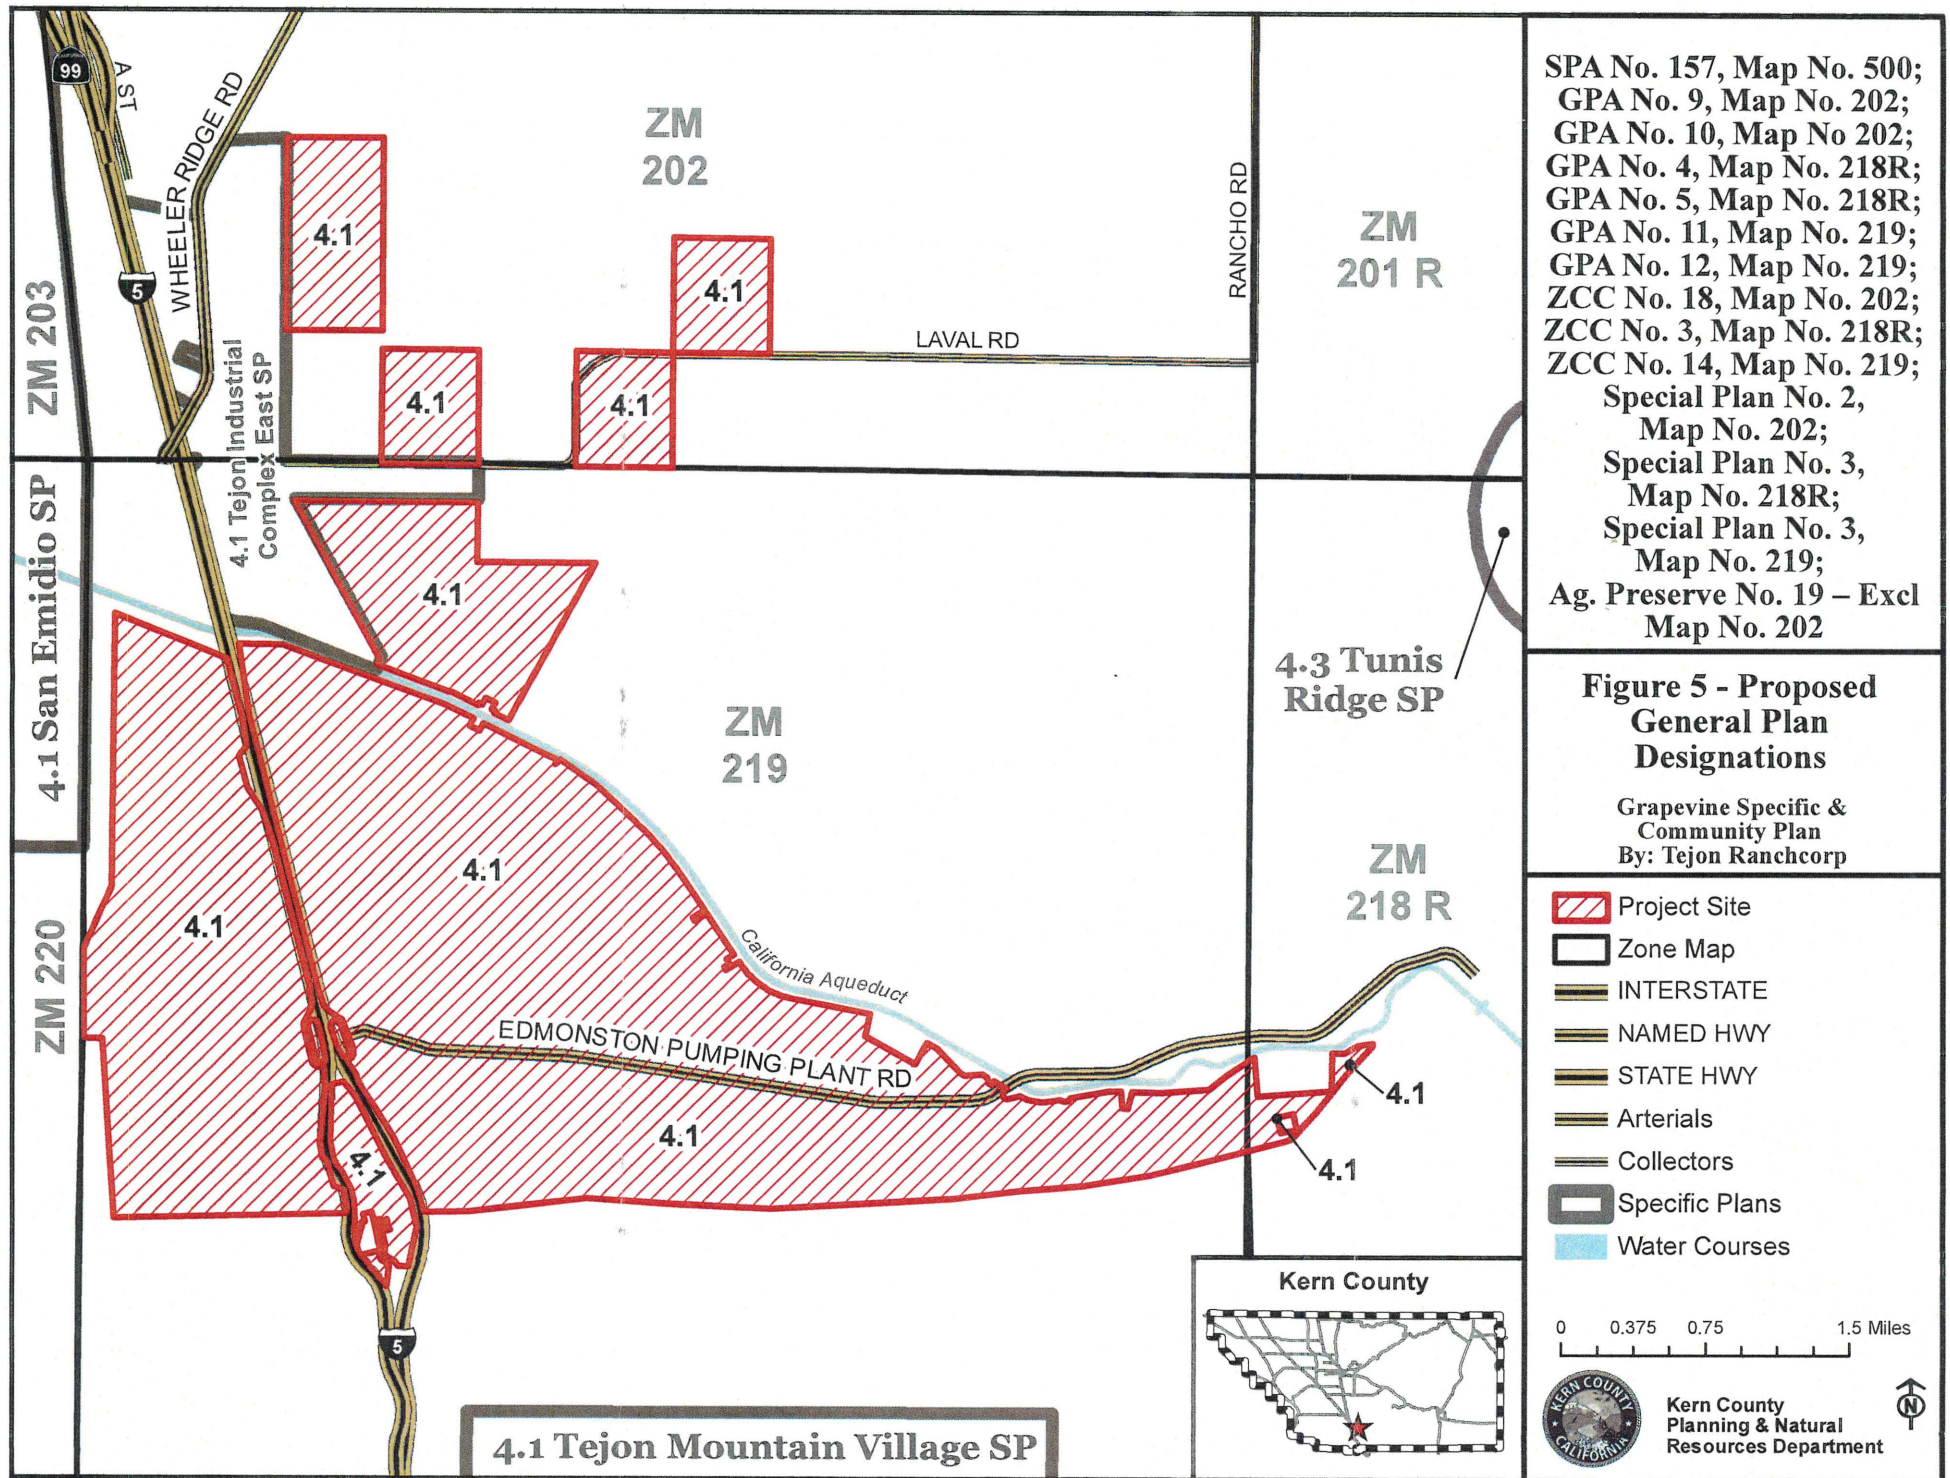 99
A ST
WHEELER RIDGE RD
5
ZM
202
4.1
4.1
4.1
4.1
LAVAL RD
RANCHO RD
ZM
201 R
ZM 203
4.1 Tejon Industrial
Complex East SP
4.1 San Emidio SP
4.1
ZM
219
4.3 Tunis
Ridge SP
4.1
4.1
ZM 220
California Aqueduct
ZM
218 R
EDMONSTON PUMPING PLANT RD
4.1
4.1
4.1
4.1
5
4.1 Tejon Mountain Village SP
Kern County
SPA No. 157, Map No. 500;
GPA No. 9, Map No. 202;
GPA No. 10, Map No 202;
GPA No. 4, Map No. 218R;
GPA No. 5, Map No. 218R;
GPA No. 11, Map No. 219;
GPA No. 12, Map No. 219;
ZCC No. 18, Map No. 202;
ZCC No. 3, Map No. 218R;
ZCC No. 14, Map No. 219;
Special Plan No. 2,
Map No. 202;
Special Plan No. 3,
Map No. 218R;
Special Plan No. 3,
Map No. 219;
Ag. Preserve No. 19 – Excl
Map No. 202
Figure 5 - Proposed
General Plan
Designations
Grapevine Specific &
Community Plan
By: Tejon Ranchcorp
Project Site
Zone Map
INTERSTATE
NAMED HWY
STATE HWY
Arterials
Collectors
Specific Plans
Water Courses
0 0.375 0.75 1.5 Miles
KERN COUNTY
CALIFORNIA
Kern County
Planning & Natural
Resources Department
N